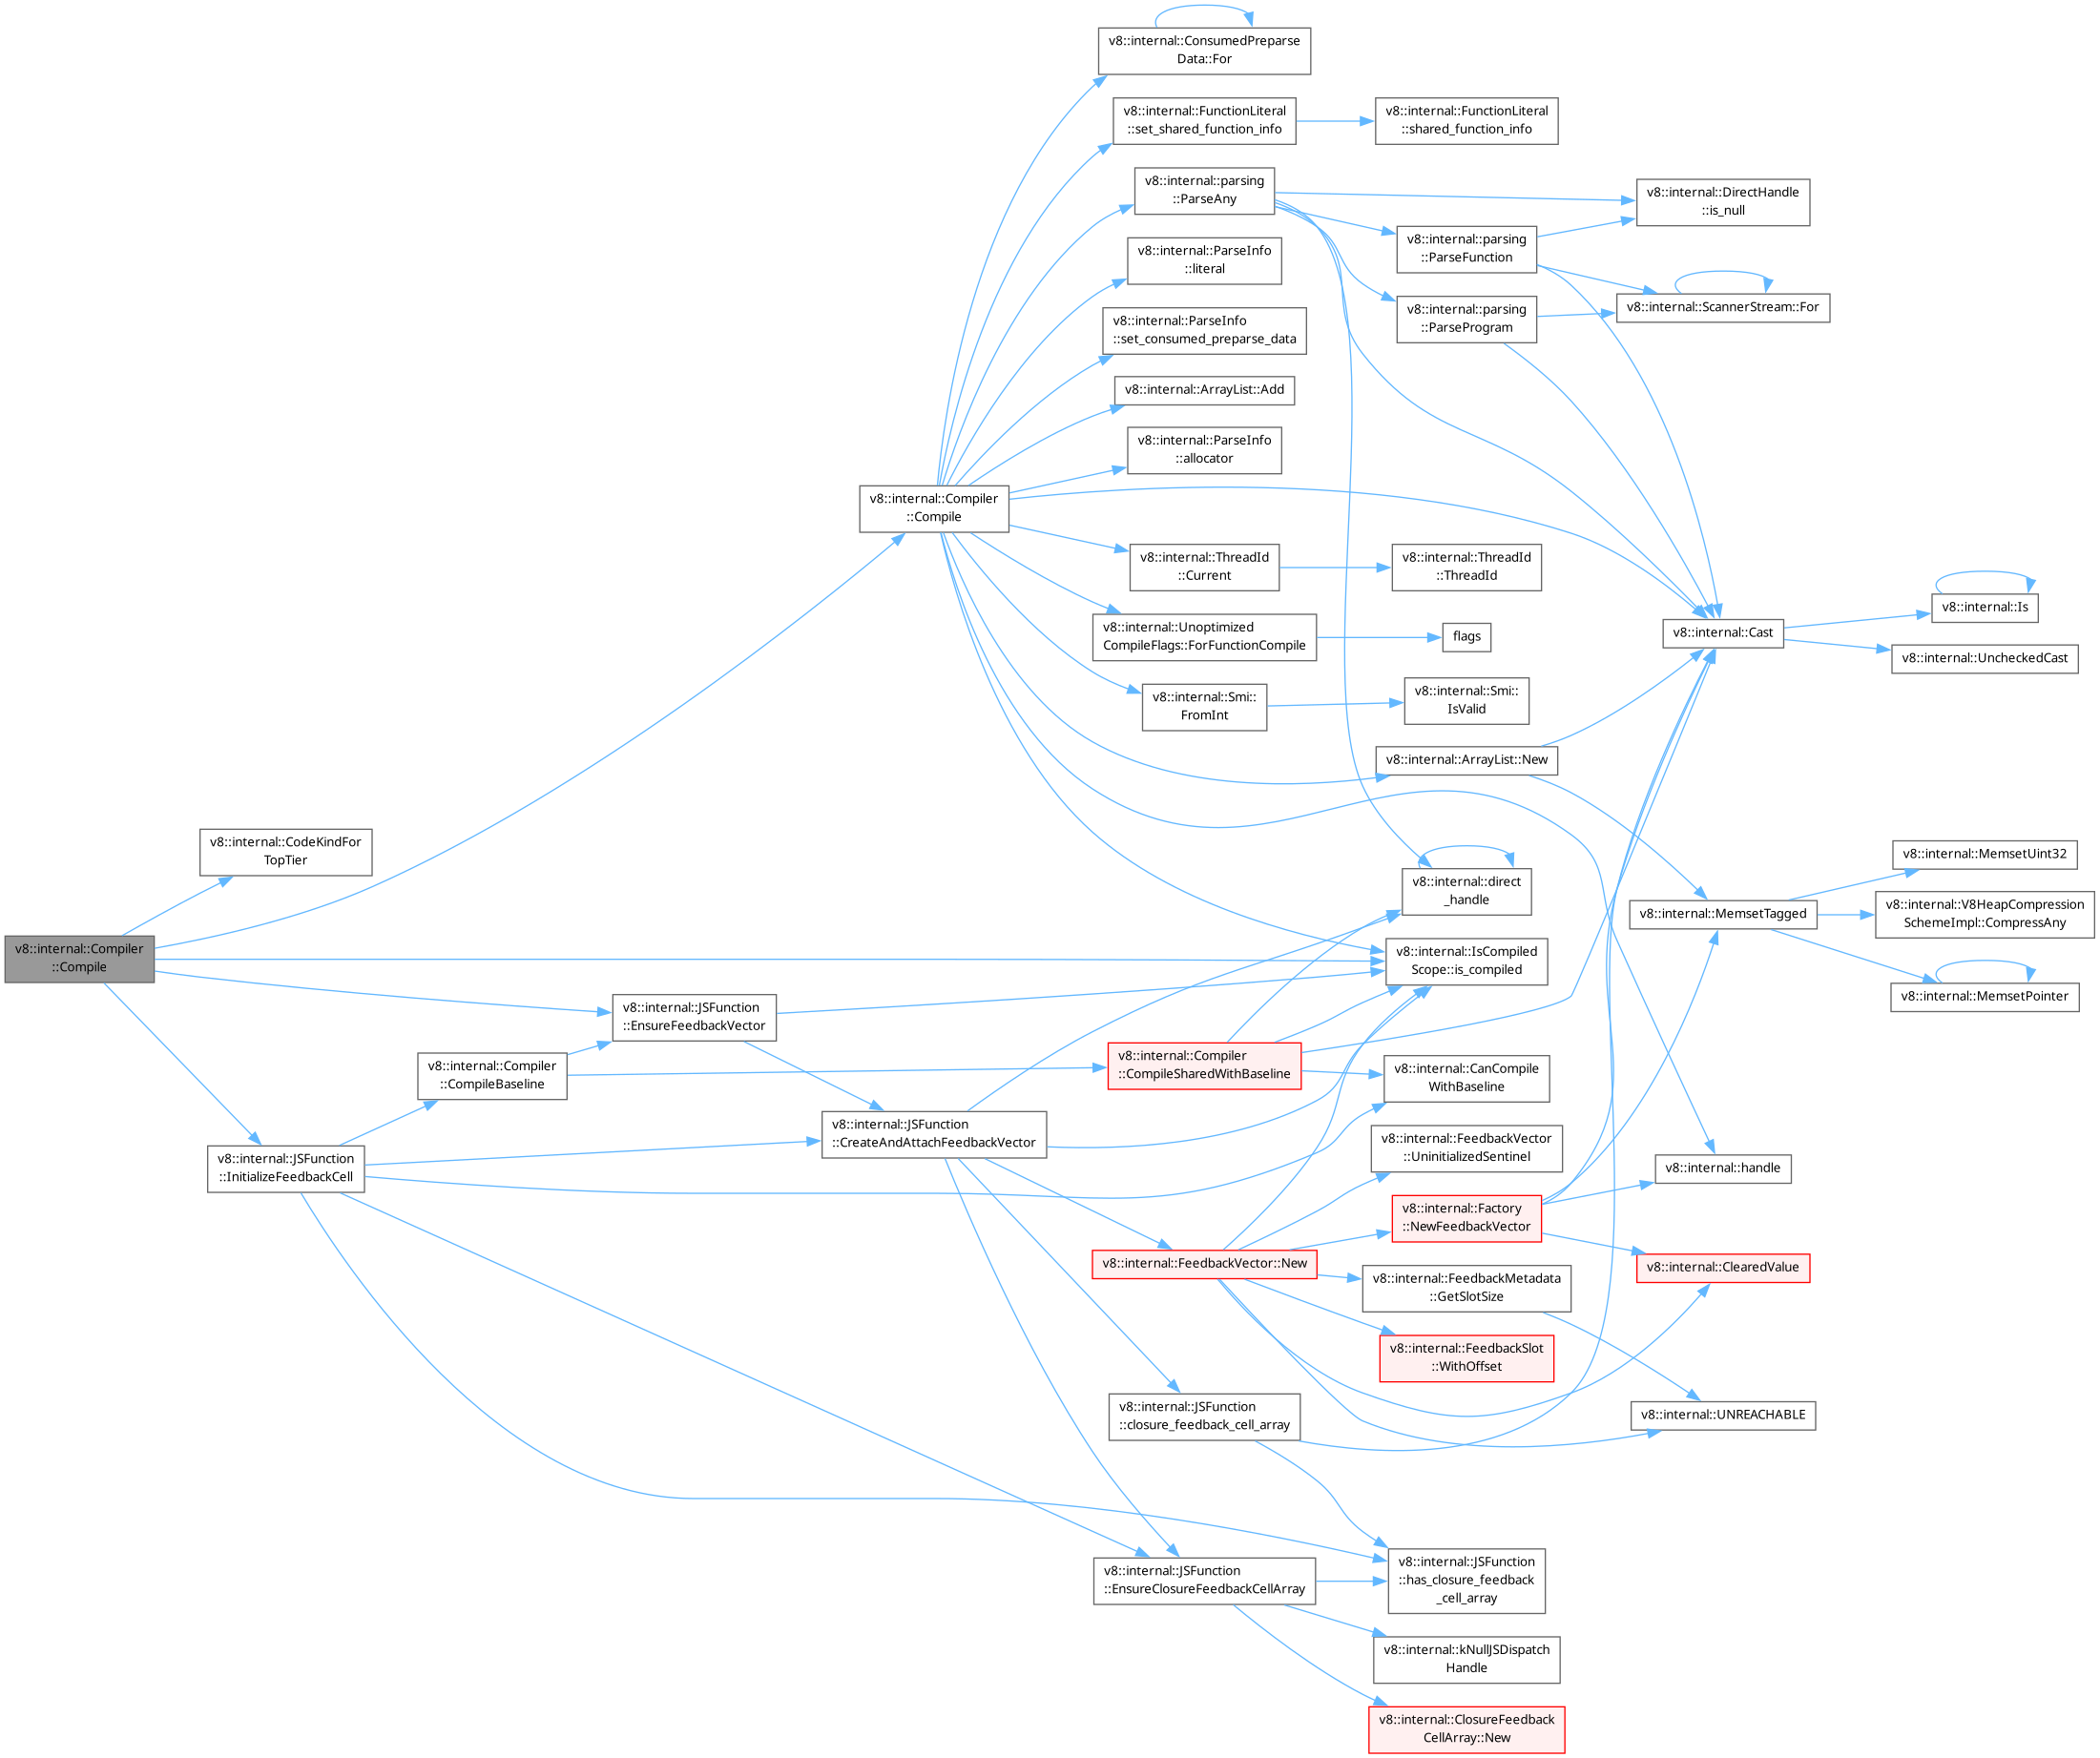 v8::internal::ConsumedPreparse
Data::For
v8::internal::FunctionLiteral
::set_shared_function_info
v8::internal::FunctionLiteral
::shared_function_info
v8::internal::parsing
::ParseAny
v8::internal::DirectHandle
::is_null
v8::internal::parsing
::ParseFunction
v8::internal::ParseInfo
::literal
v8::internal::ScannerStream::For
v8::internal::parsing
::ParseProgram
v8::internal::ParseInfo
::set_consumed_preparse_data
v8::internal::ArrayList::Add
v8::internal::ParseInfo
::allocator
v8::internal::Compiler
::Compile
v8::internal::ThreadId
::Current
v8::internal::ThreadId
::ThreadId
v8::internal::Is
v8::internal::Unoptimized
CompileFlags::ForFunctionCompile
flags
v8::internal::Cast
v8::internal::UncheckedCast
v8::internal::Smi::
FromInt
v8::internal::Smi::
IsValid
v8::internal::ArrayList::New
v8::internal::CodeKindFor
TopTier
v8::internal::MemsetUint32
v8::internal::direct
_handle
v8::internal::MemsetTagged
v8::internal::V8HeapCompression
SchemeImpl::CompressAny
v8::internal::Compiler
::Compile
v8::internal::IsCompiled
Scope::is_compiled
v8::internal::MemsetPointer
v8::internal::JSFunction
::EnsureFeedbackVector
v8::internal::Compiler
::CompileBaseline
v8::internal::Compiler
::CompileSharedWithBaseline
v8::internal::CanCompile
WithBaseline
v8::internal::JSFunction
::CreateAndAttachFeedbackVector
v8::internal::FeedbackVector
::UninitializedSentinel
v8::internal::JSFunction
::InitializeFeedbackCell
v8::internal::handle
v8::internal::Factory
::NewFeedbackVector
v8::internal::FeedbackVector::New
v8::internal::ClearedValue
v8::internal::FeedbackMetadata
::GetSlotSize
v8::internal::FeedbackSlot
::WithOffset
v8::internal::JSFunction
::closure_feedback_cell_array
v8::internal::UNREACHABLE
v8::internal::JSFunction
::EnsureClosureFeedbackCellArray
v8::internal::JSFunction
::has_closure_feedback
_cell_array
v8::internal::kNullJSDispatch
Handle
v8::internal::ClosureFeedback
CellArray::New